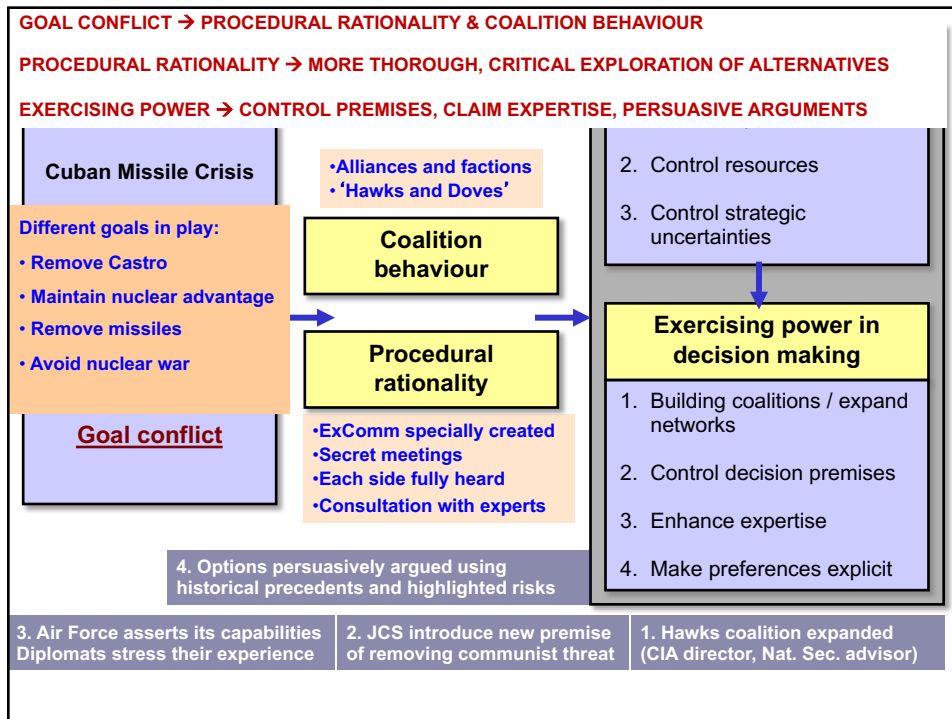 GOAL CONFLICT → PROCEDURAL RATIONALITY & COALITION BEHAVIOUR
PROCEDURAL RATIONALITY → MORE THOROUGH, CRITICAL EXPLORATION OF ALTERNATIVES
EXERCISING POWER → CONTROL PREMISES, CLAIM EXPERTISE, PERSUASIVE ARGUMENTS
Cuban Missile Crisis
Different goals in play:
• Remove Castro
• Maintain nuclear advantage
• Remove missiles
• Avoid nuclear war
Goal conflict
•Alliances and factions
• ‘Hawks and Doves’
Coalition
behaviour
Procedural
rationality
•ExComm specially created
•Secret meetings
•Each side fully heard
•Consultation with experts
2. Control resources
3. Control strategic
uncertainties
Exercising power in
decision making
1. Building coalitions / expand
networks
2. Control decision premises
3. Enhance expertise
4. Make preferences explicit
4. Options persuasively argued using
historical precedents and highlighted risks
3. Air Force asserts its capabilities
Diplomats stress their experience
2. JCS introduce new premise
of removing communist threat
1. Hawks coalition expanded
(CIA director, Nat. Sec. advisor)